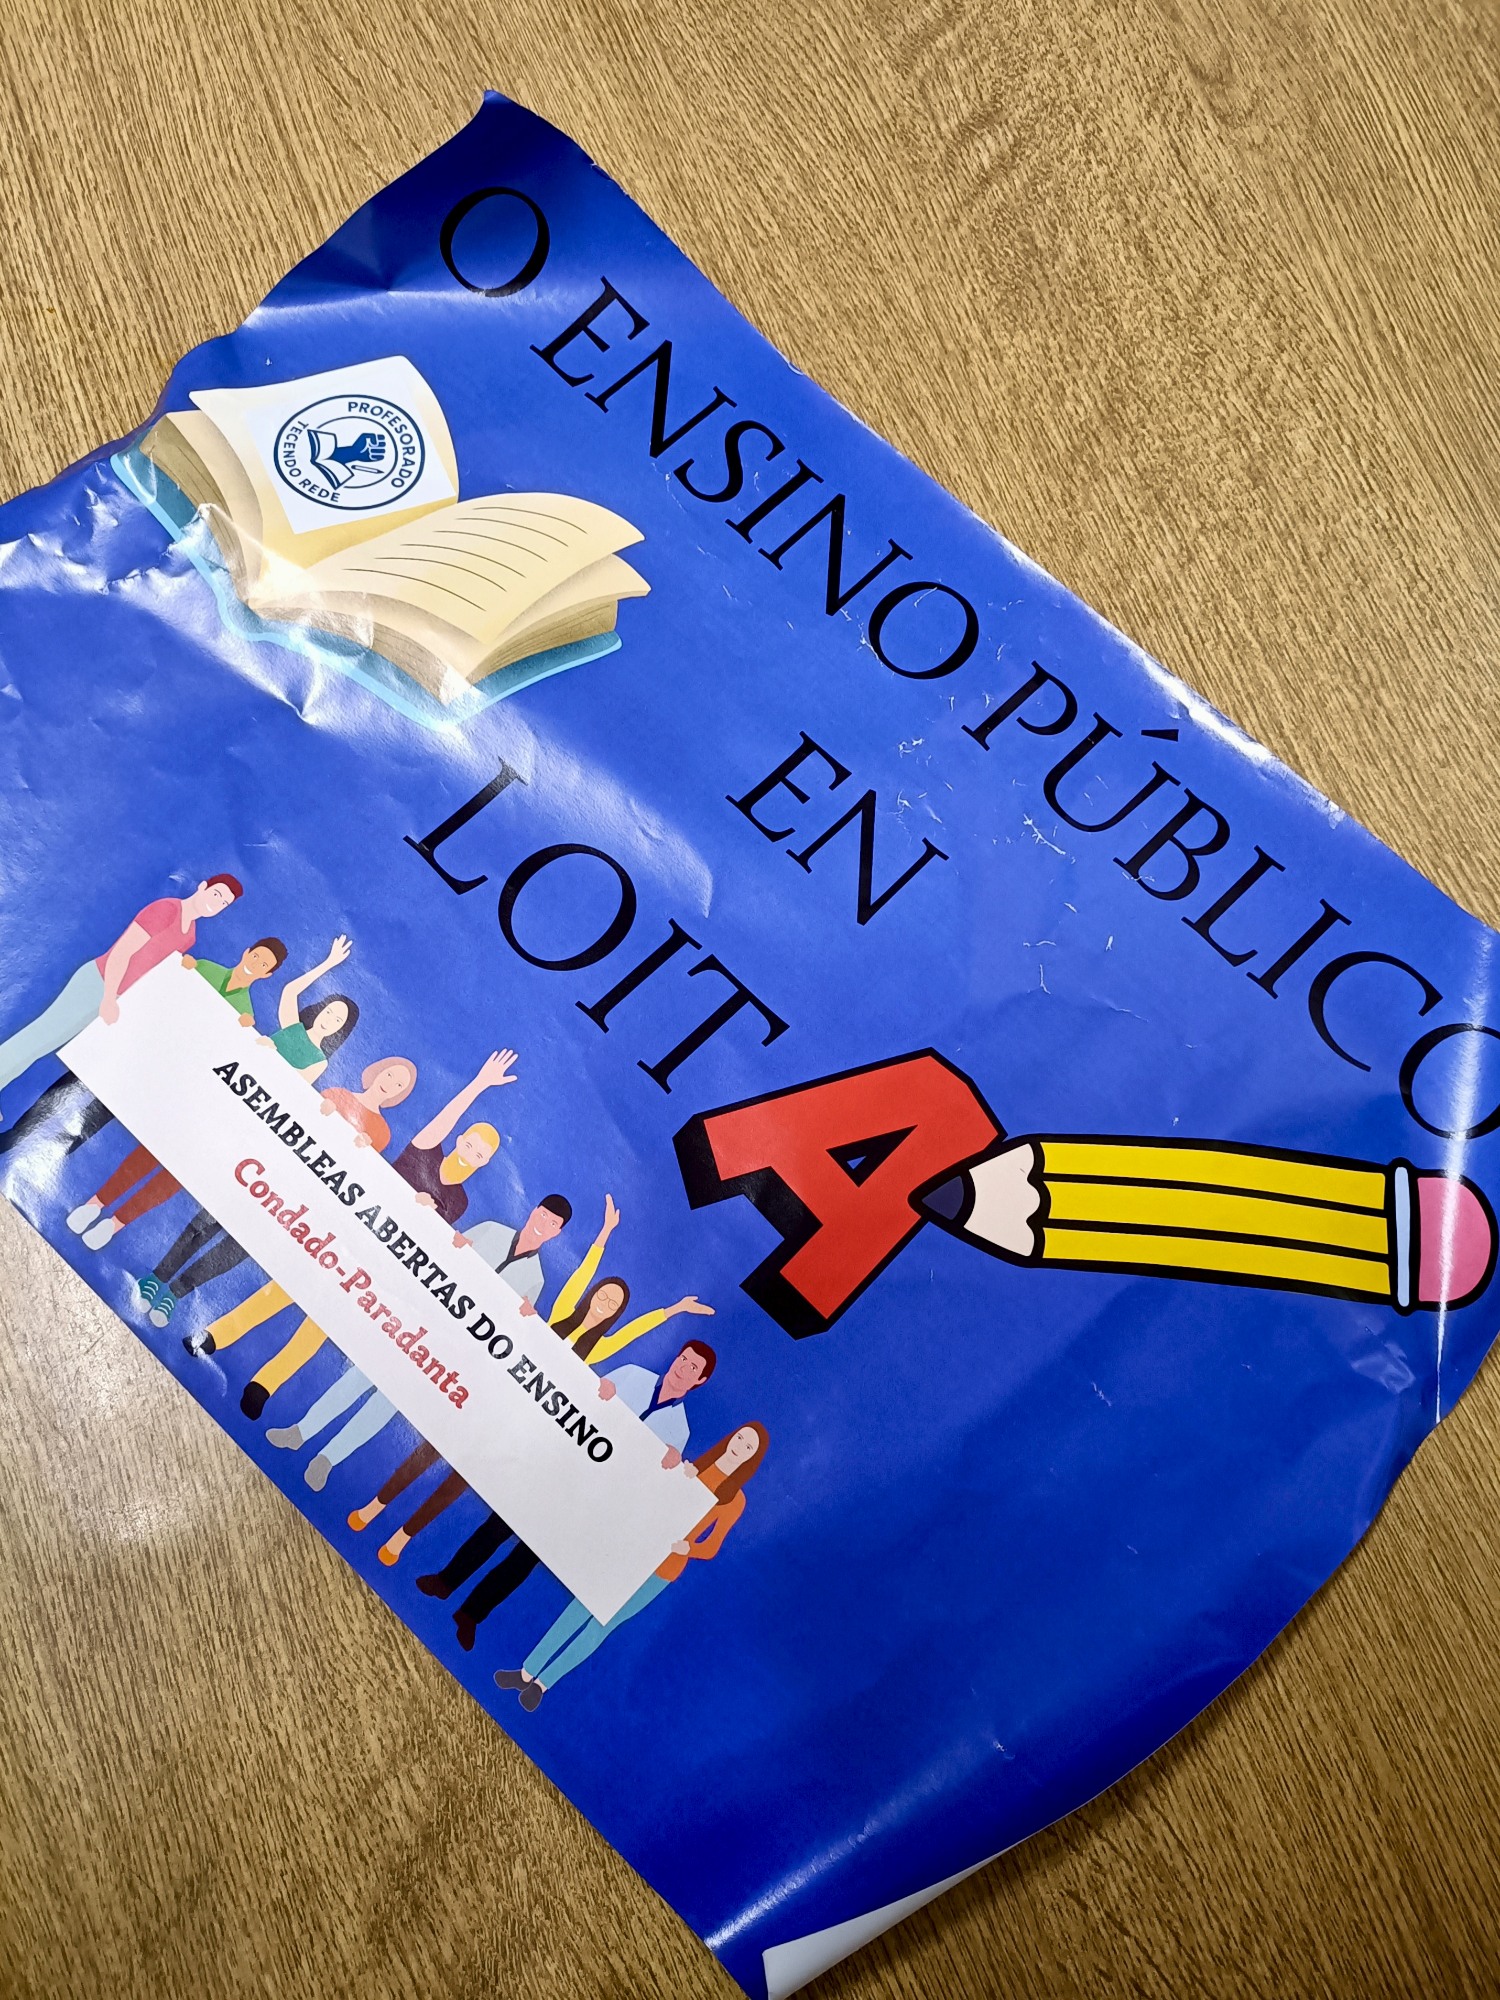 O ENSINO PÚBLICO
EN
LOITA
PROFESORADO
TECENDO REDE
ASEMBLEAS ABERTAS DO ENSINO
Condado-Paradanta